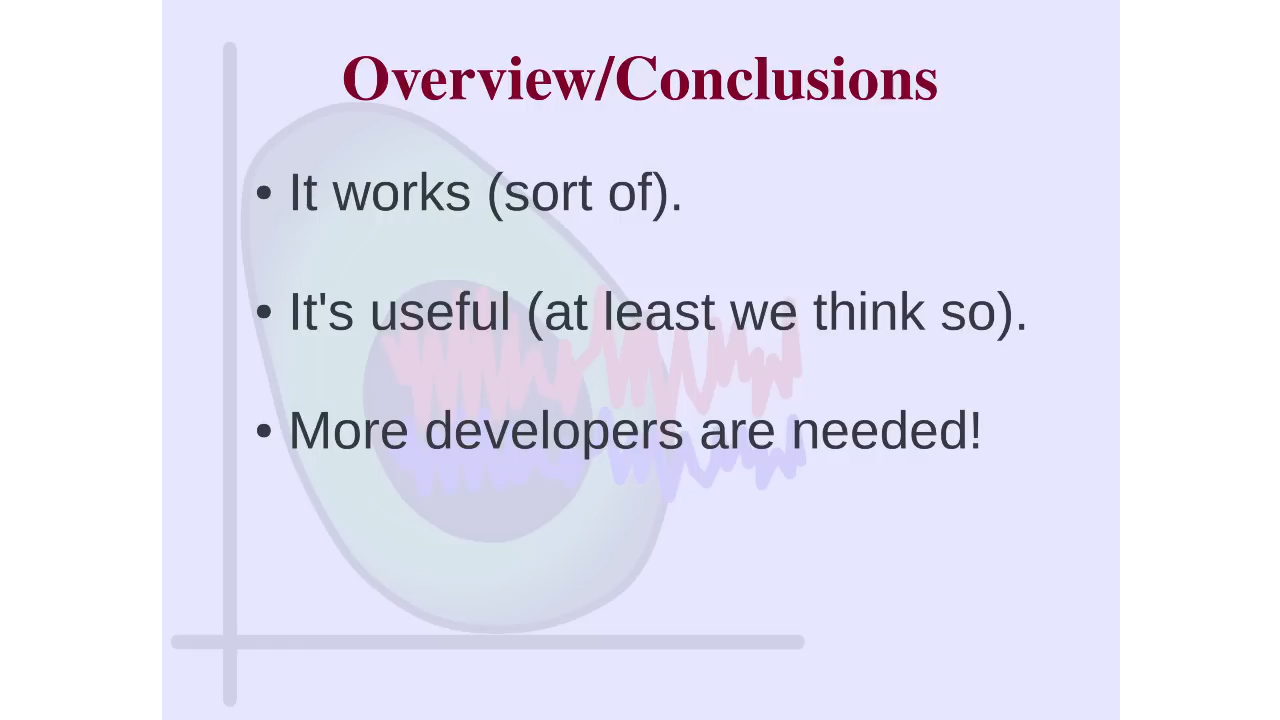 Overview/Conclusions
• It works (sort of).
• It's useful (at least we think so).
• More developers are needed!